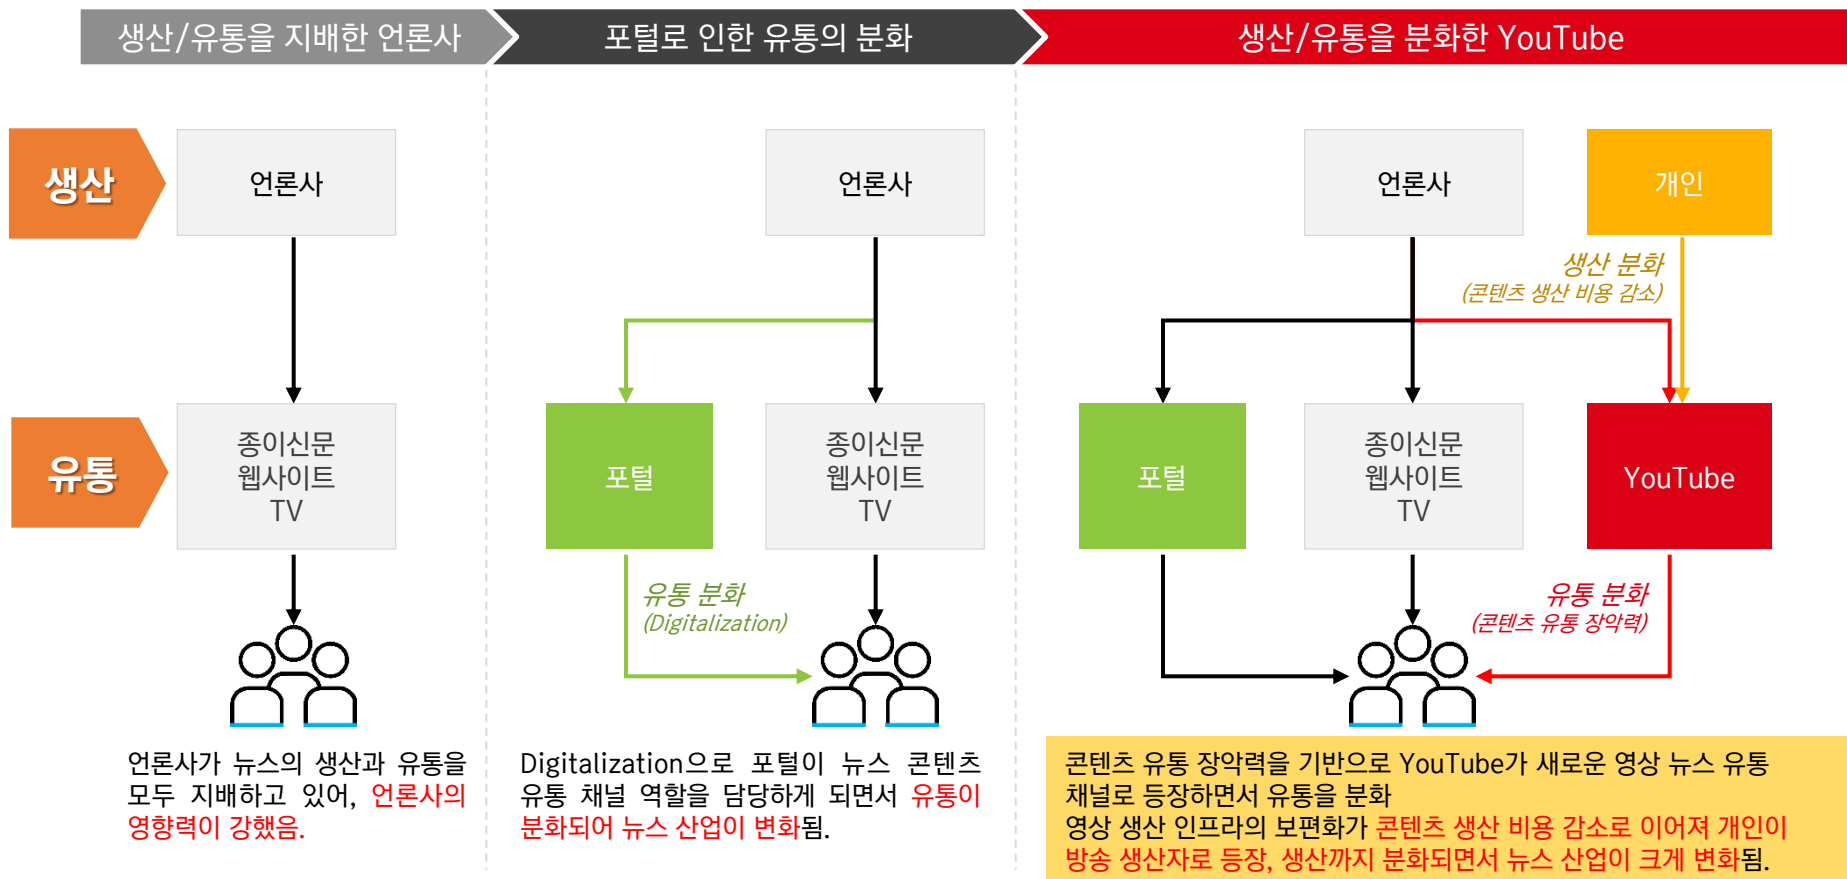 생산/유통을 지배한 언론사
포털로 인한 유통의 분화
생산/유통을 분화한 YouTube
생산
언론사
언론사
언론사
개인
생산 분화
(콘텐츠 생산 비용 감소)
유통
종이신문
웹사이트
TV
포털
종이신문
웹사이트
TV
포털
종이신문
웹사이트
TV
YouTube
유통 분화
(Digitalization)
유통 분화
(콘텐츠 유통 장악력)
언론사가 뉴스의 생산과 유통을
모두 지배하고 있어, 언론사의
영향력이 강했음.
Digitalization으로 포털이 뉴스 콘텐츠
유통 채널 역할을 담당하게 되면서 유통이
분화되어 뉴스 산업이 변화됨.
콘텐츠 유통 장악력을 기반으로 YouTube가 새로운 영상 뉴스 유통
채널로 등장하면서 유통을 분화
영상 생산 인프라의 보편화가 콘텐츠 생산 비용 감소로 이어져 개인이
방송 생산자로 등장, 생산까지 분화되면서 뉴스 산업이 크게 변화됨.